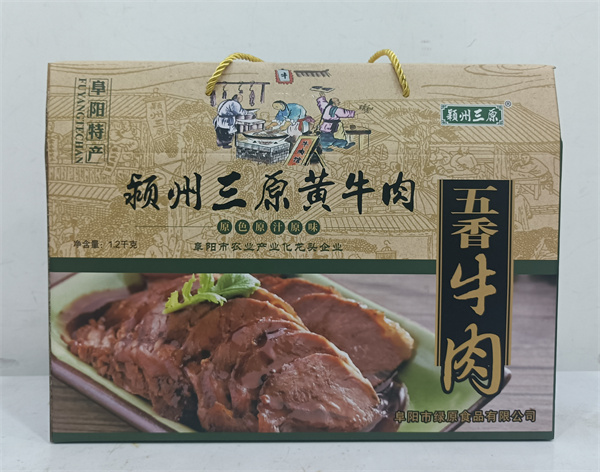 阜阳特产
FUYANGTECHAN
颍州三原®
颍州三原黄牛肉
原色原汁原味
净含量：1.2千克
阜阳市农业产业化龙头企业
五香牛肉
阜阳市绿原食品有限公司